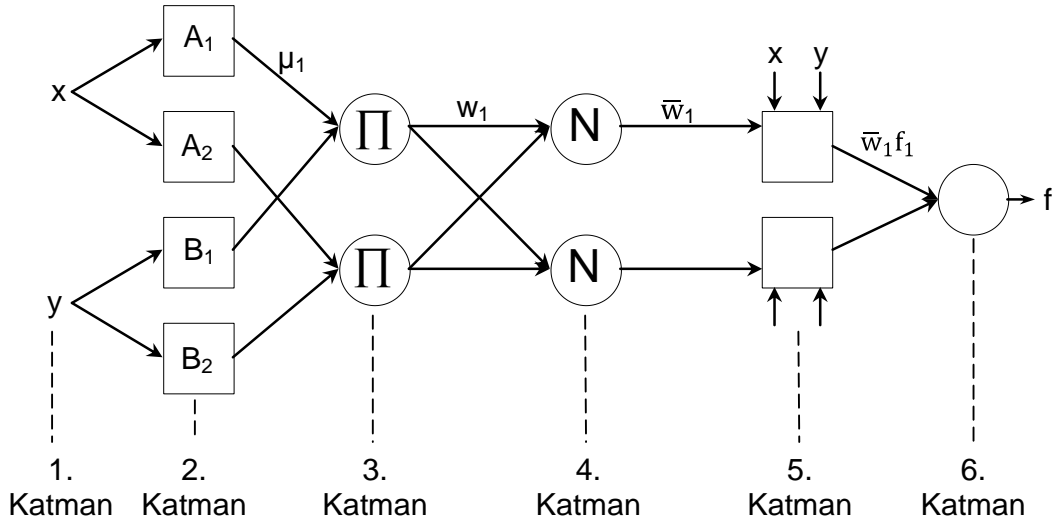 x
A₁
A₂
y
B₁
B₂
μ₁
∏
∏
w₁
N
N
w̅₁
x y
w̅₁f₁
f
1. Katman
2. Katman
3. Katman
4. Katman
5. Katman
6. Katman